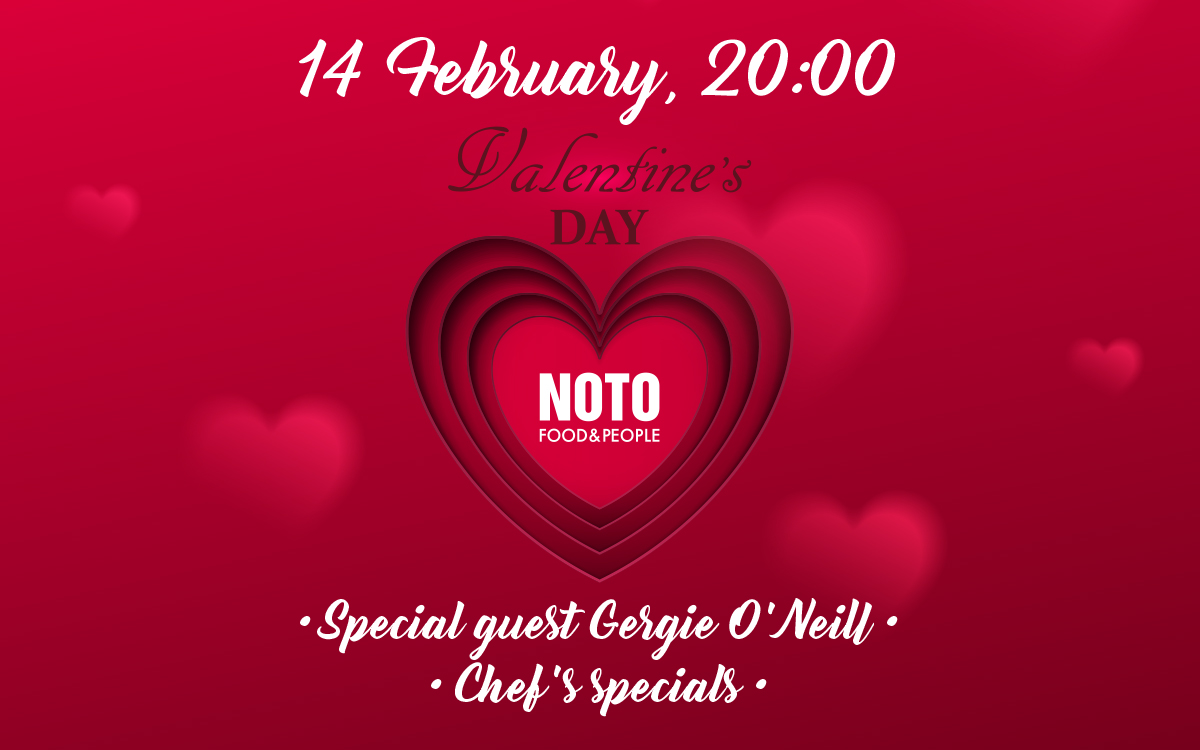 14 February, 20:00
Valentine's
DAY
NOTO
FOOD&PEOPLE
• Special guest Gergie O'Neill •
• Chef's specials •